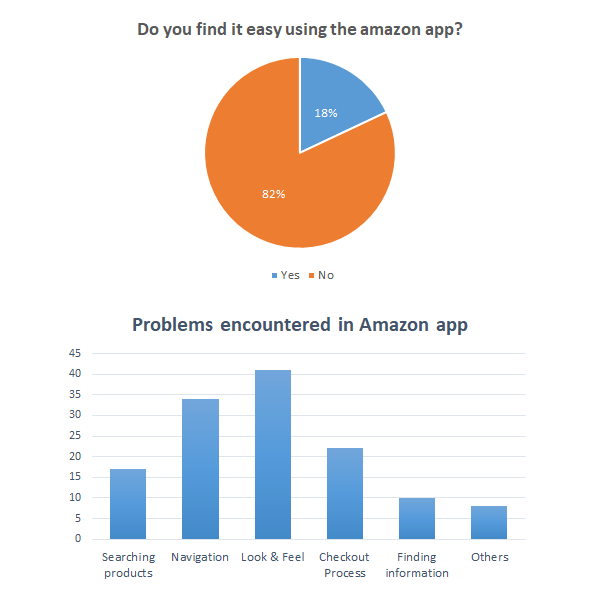 Do you find it easy using the amazon app?
18%
82%
Yes No
Problems encountered in Amazon app
45
40
35
30
25
20
15
10
5
0
Searching products
Navigation
Look & Feel
Checkout Process
Finding information
Others